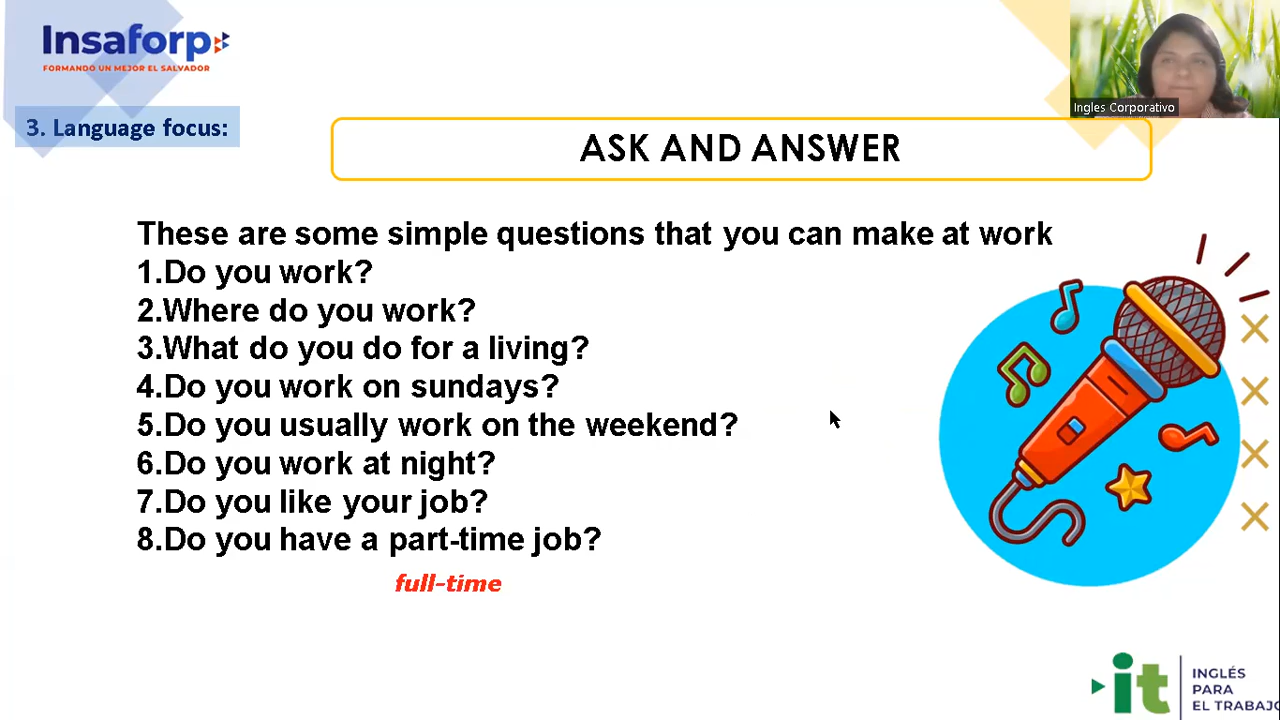 Insaforp
FORMANDO UN MEJOR EL SALVADOR
Ingles Corporativo
3. Language focus:
ASK AND ANSWER
These are some simple questions that you can make at work
1.Do you work?
2.Where do you work?
3.What do you do for a living?
4.Do you work on sundays?
5.Do you usually work on the weekend?
6.Do you work at night?
7.Do you like your job?
8.Do you have a part-time job?
full-time
it
INGLÉS
PARA
EL TRABAJO